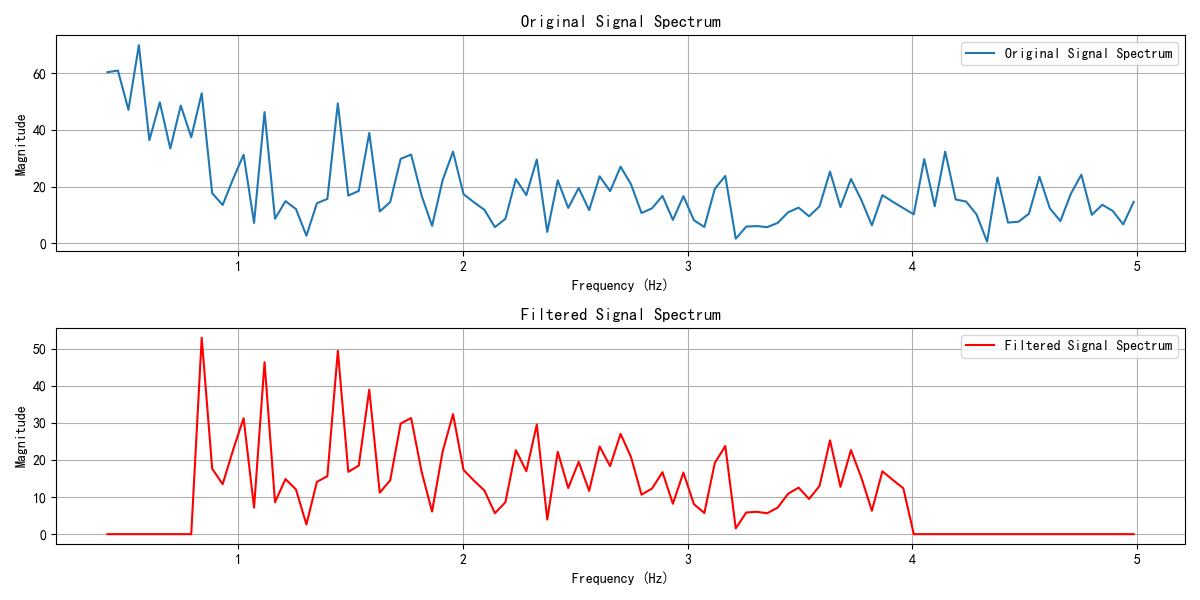 Original Signal Spectrum
Original Signal Spectrum
Magnitude
60
40
20
0
1 2 3 4 5
Frequency (Hz)
Filtered Signal Spectrum
Filtered Signal Spectrum
Magnitude
50
40
30
20
10
0
1 2 3 4 5
Frequency (Hz)